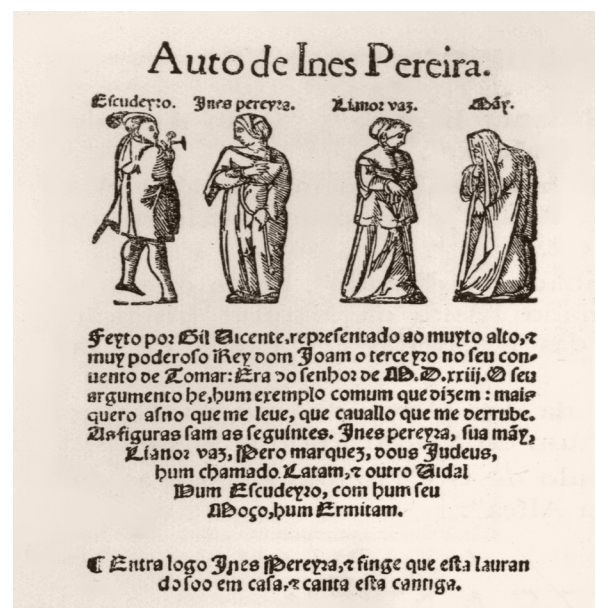 Auto de Ines Pereira.
Eſcudeyro. Ines pereyra. Lianor vaz. Mãy.
Feyto por Gil Vicente, repreſentado ao muyto alto, ⁊
muy poderoſo Rey dom Joam o terceyro no ſeu con-
uento de Tomar: Era do ſenhor de M.D.xxiij. O ſeu
argumento he, hum exemplo comum que dizem: mais
quero aſno que me leue, que cauallo que me derrube.
As figuras ſam as ſeguintes. Ines pereyra, ſua mãy,
Lianor vaz, Pero marquez, dous Judeus,
hum chamado Latam, ⁊ outro Vidal
Hum Eſcudeyro, com hum ſeu
Moço, hum Ermitam.
¶ Entra logo Ines Pereyra, ⁊ finge que eſta lauran
do ſoo em caſa, ⁊ canta eſta cantiga.